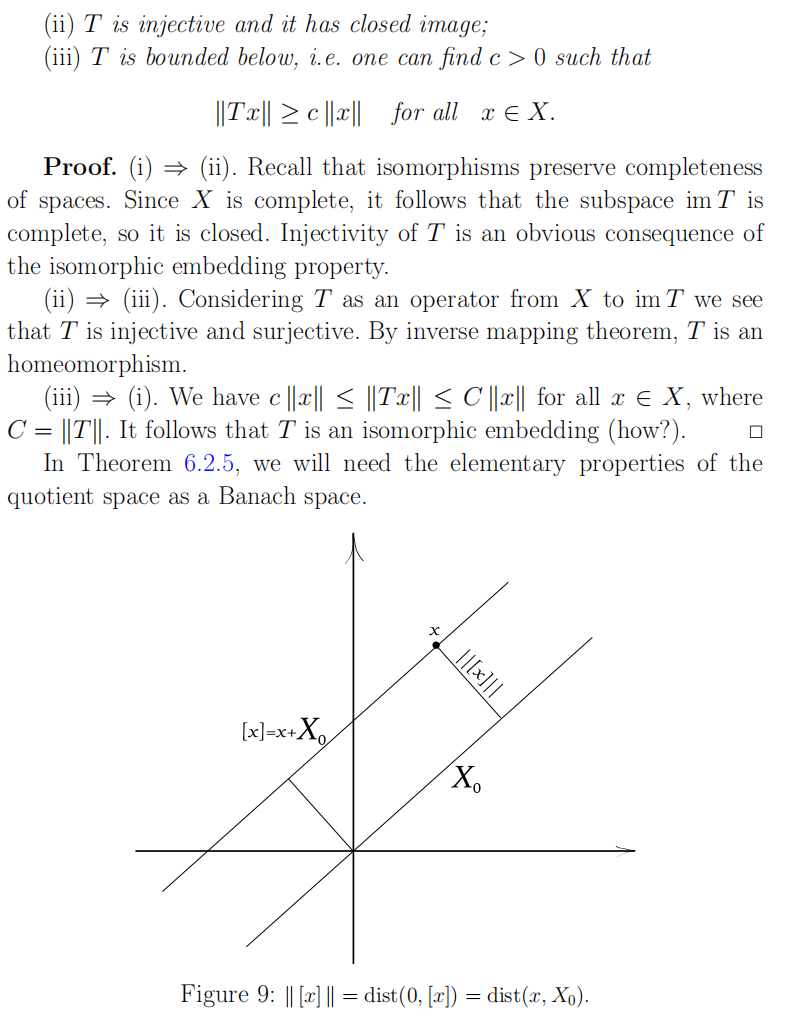 (ii) T is injective and it has closed image;
(iii) T is bounded below, i.e. one can find c > 0 such that
‖Tx‖ ≥ c ‖x‖ for all x ∈ X.
Proof. (i) ⇒ (ii). Recall that isomorphisms preserve completeness
of spaces. Since X is complete, it follows that the subspace im T is
complete, so it is closed. Injectivity of T is an obvious consequence of
the isomorphic embedding property.
(ii) ⇒ (iii). Considering T as an operator from X to im T we see
that T is injective and surjective. By inverse mapping theorem, T is an
homeomorphism.
(iii) ⇒ (i). We have c ‖x‖ ≤ ‖Tx‖ ≤ C ‖x‖ for all x ∈ X, where
C = ‖T‖. It follows that T is an isomorphic embedding (how?). □
In Theorem 6.2.5, we will need the elementary properties of the
quotient space as a Banach space.
x
||[x]||
[x]=x+X₀
X₀
Figure 9: ‖ [x] ‖ = dist(0, [x]) = dist(x, X₀).